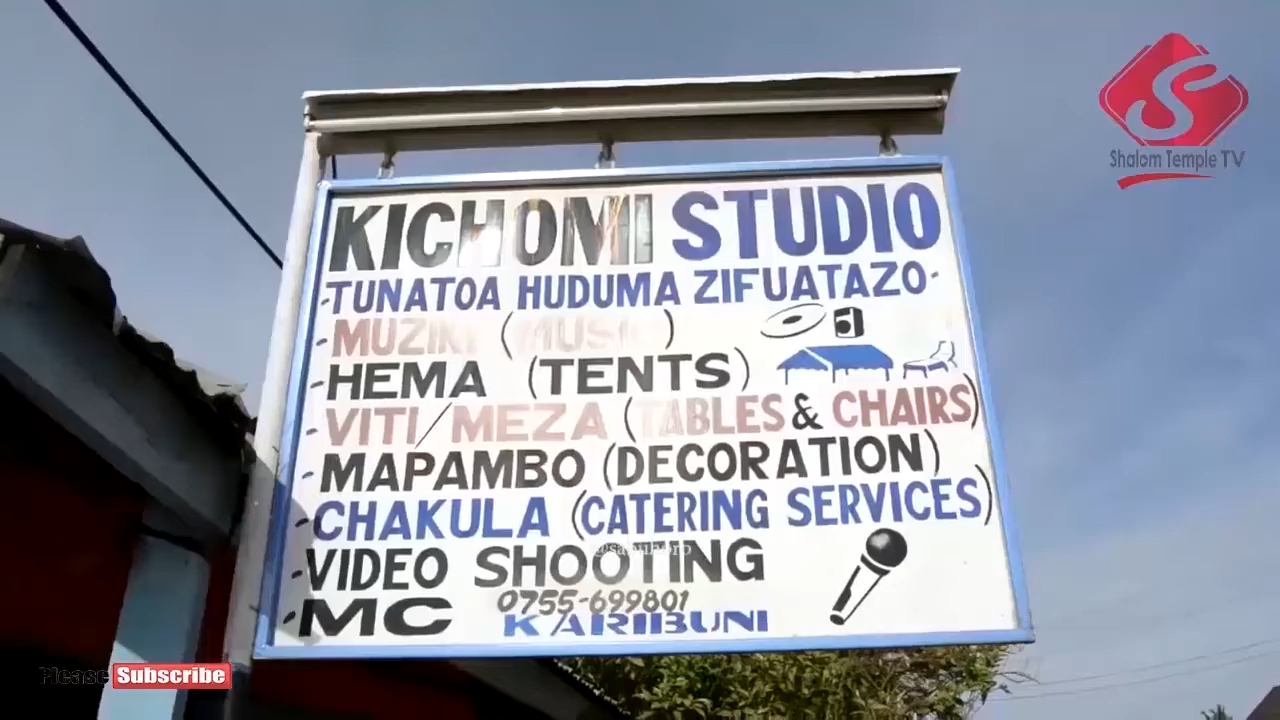 Shalom Temple TV
KICHOMI STUDIO
-TUNATOA HUDUMA ZIFUATAZO-
-MUZIKI (MUSIC)
-HEMA (TENTS)
-VITI/MEZA (TABLES & CHAIRS)
-MAPAMBO (DECORATION)
-CHAKULA (CATERING SERVICES)
-VIDEO SHOOTING
-MC 0755-699801
KARIBUNI
Please Subscribe